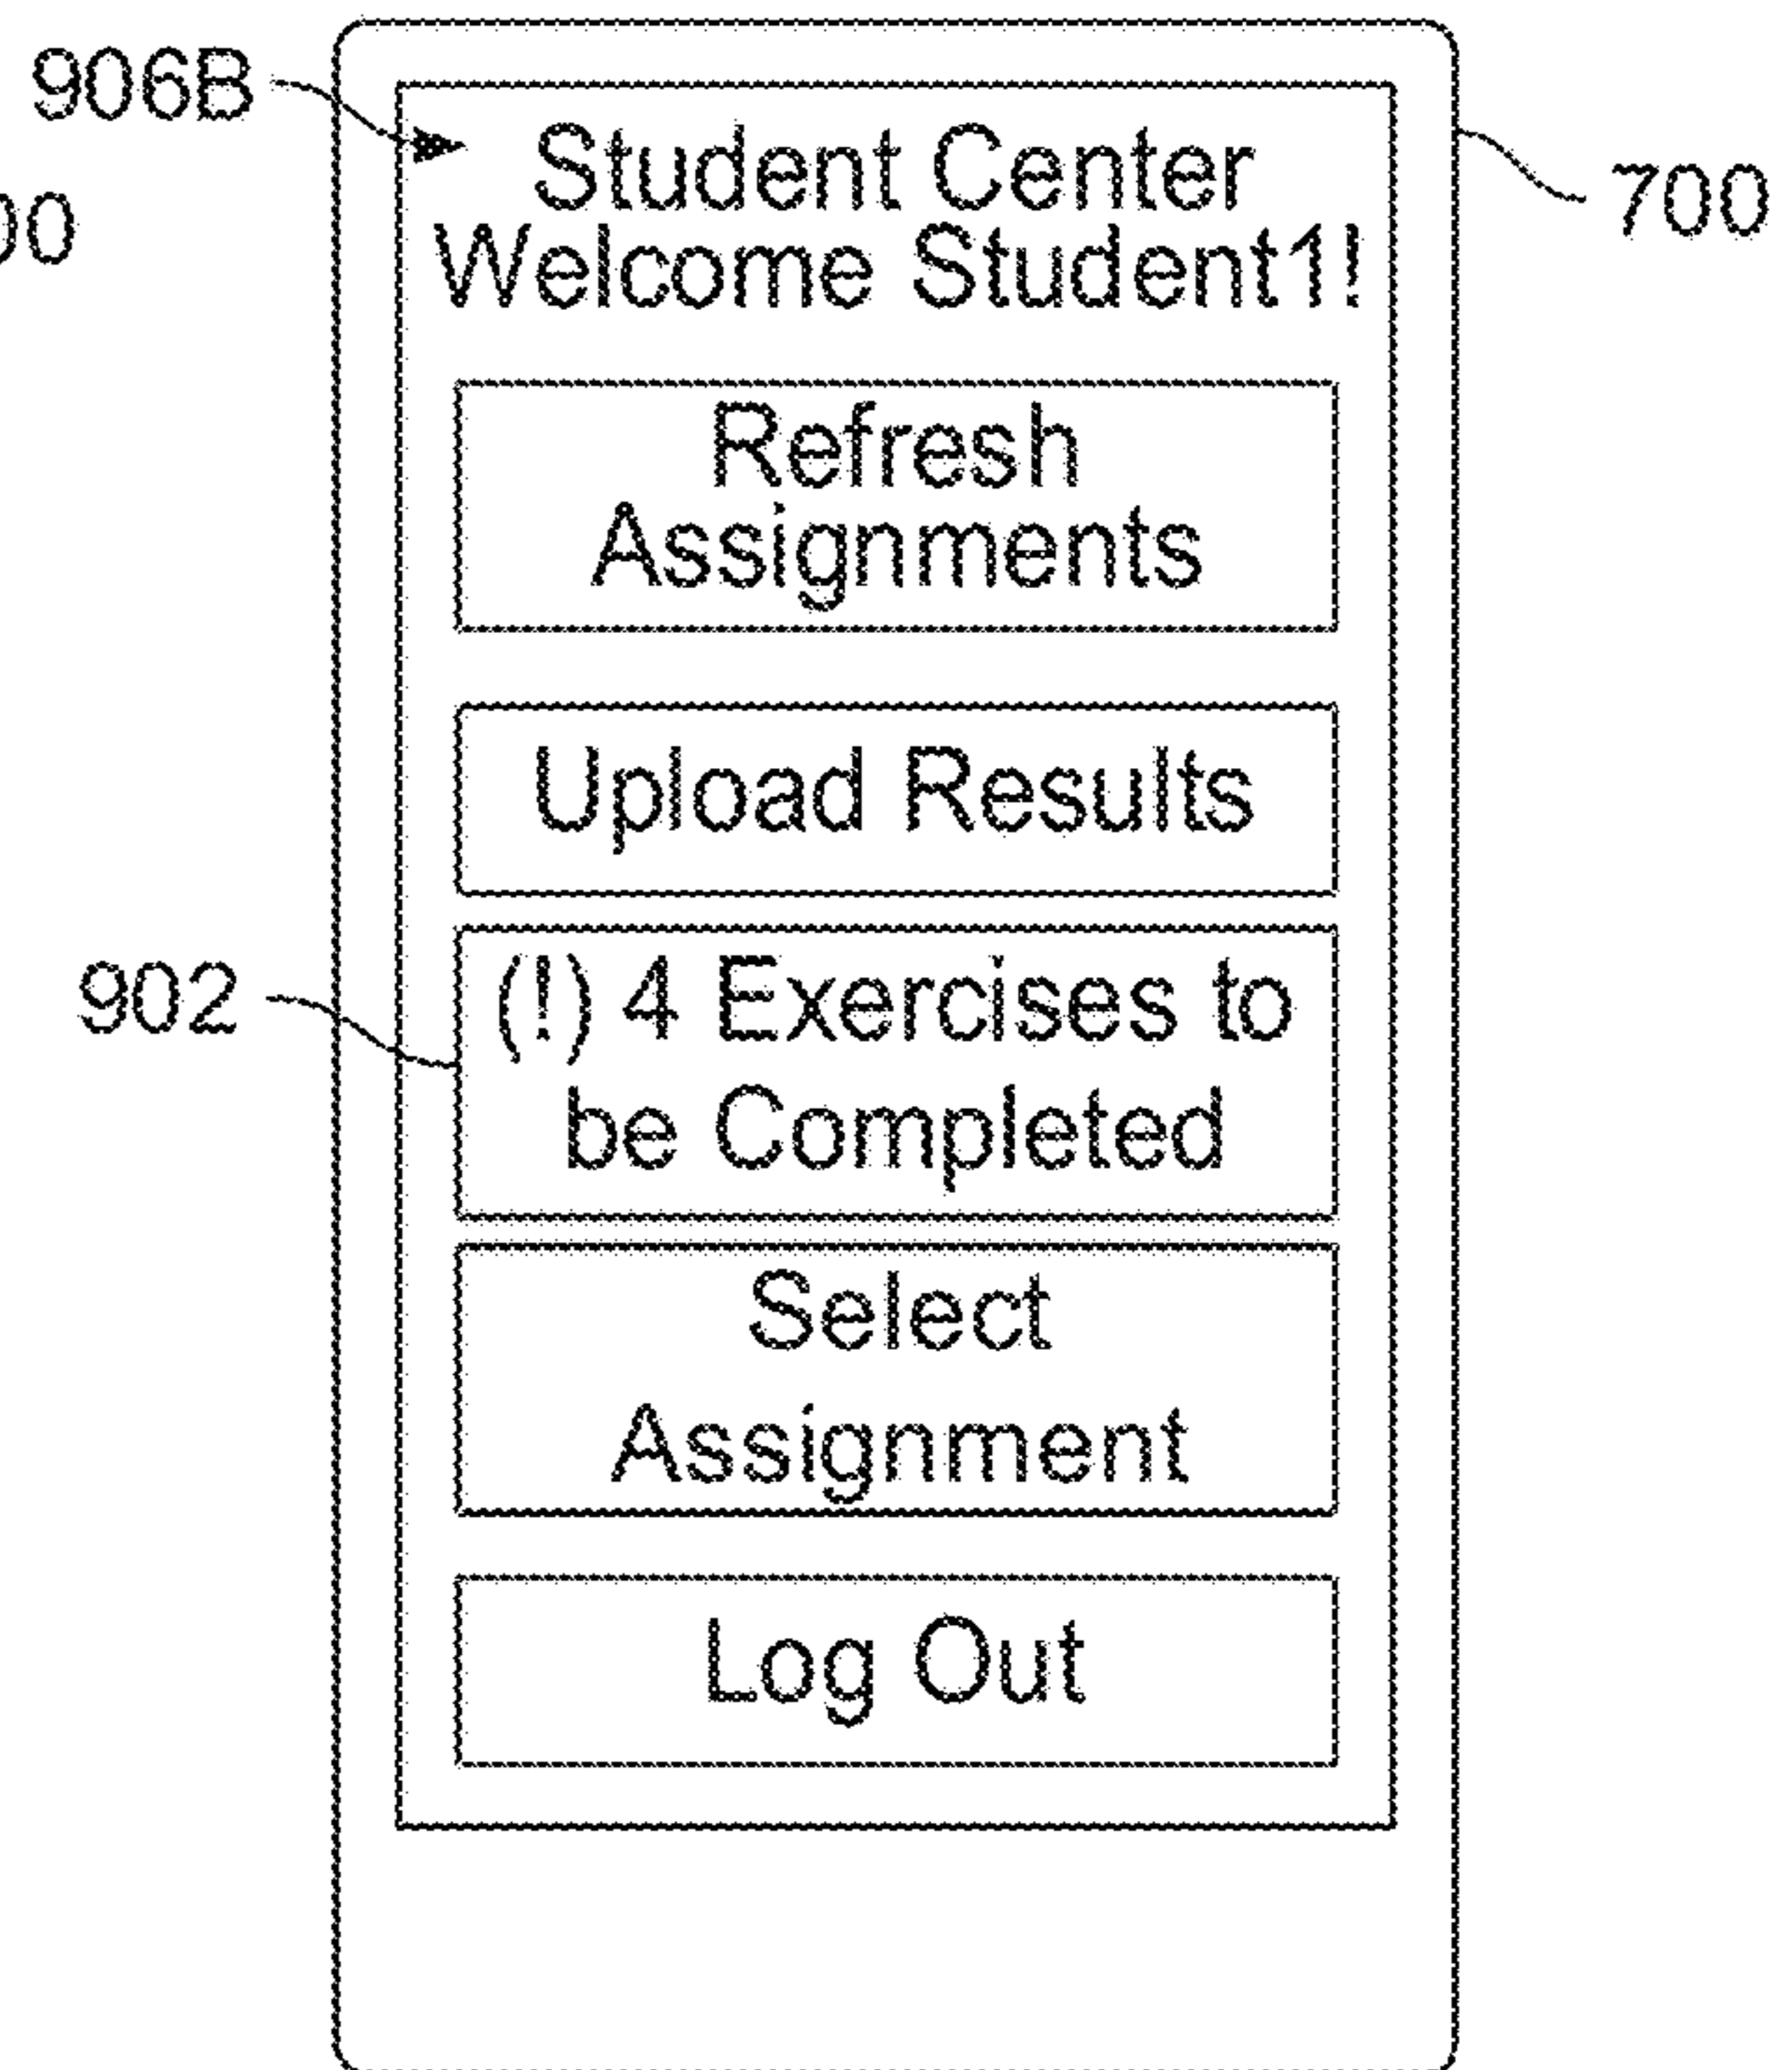 906B
Student Center
700
00
Welcome Student1!
Refresh
Assignments
Upload Results
902
(!) 4 Exercises to
be Completed
Select
Assignment
Log Out